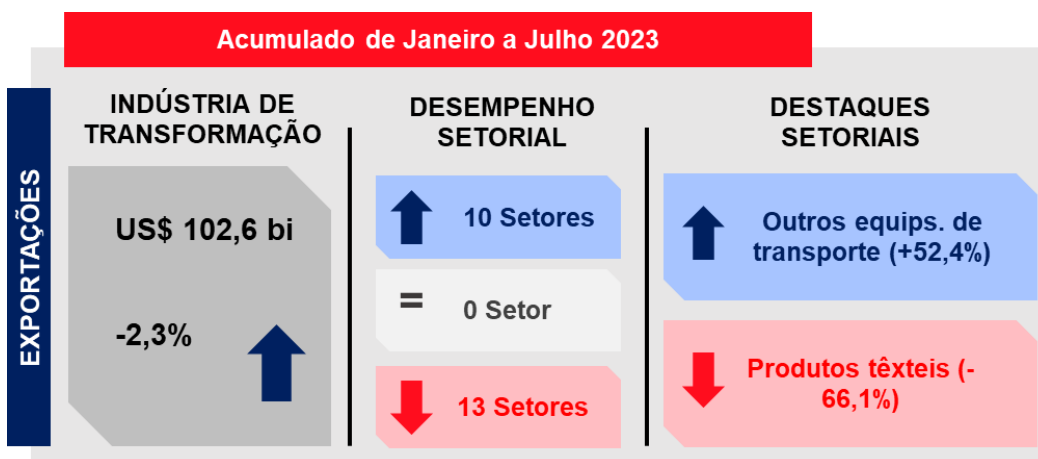 Acumulado de Janeiro a Julho 2023
EXPORTAÇÕES
INDÚSTRIA DE
TRANSFORMAÇÃO
US$ 102,6 bi
-2,3%
DESEMPENHO
SETORIAL
10 Setores
=
0 Setor
13 Setores
DESTAQUES
SETORIAIS
Outros equips. de
transporte (+52,4%)
Produtos têxteis (-
66,1%)